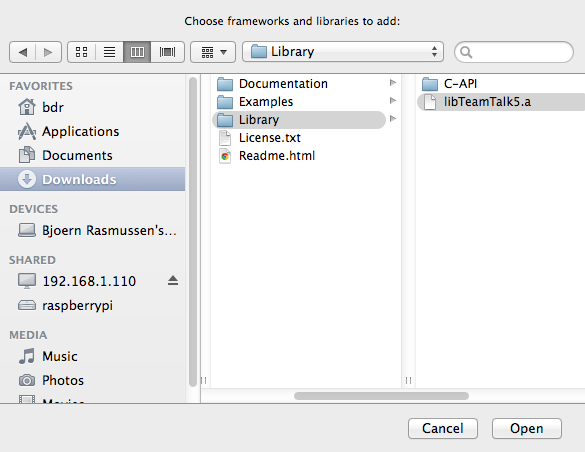 Choose frameworks and libraries to add:
Library
FAVORITES
bdr
Applications
Documents
Downloads
DEVICES
Bjoern Rasmussen's...
SHARED
192.168.1.110
raspberrypi
MEDIA
Music
Photos
Movies
Documentation
Examples
Library
License.txt
Readme.html
C-API
libTeamTalk5.a
Cancel
Open